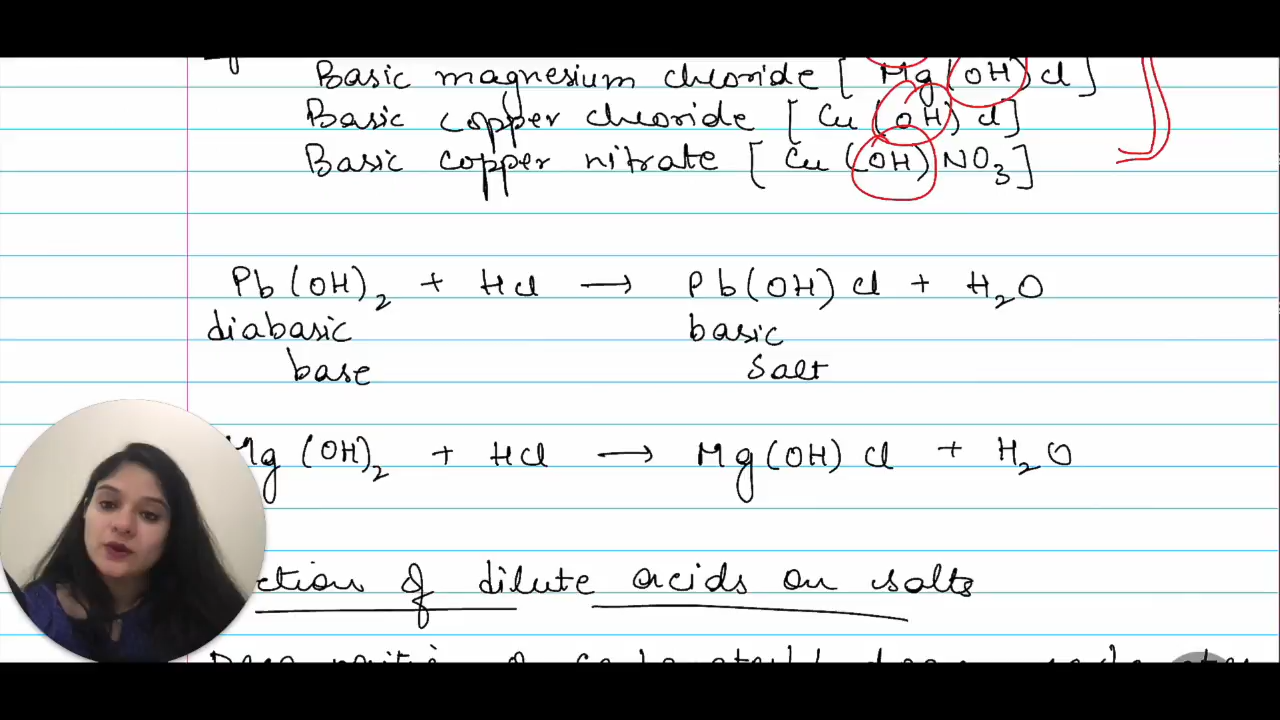 Basic magnesium chloride [Mg(OH)Cl]
Basic copper chloride [Cu(OH)Cl]
Basic copper nitrate [Cu(OH)NO₃]
Pb(OH)₂ + HCl → Pb(OH)Cl + H₂O
diabasic basic
base Salt
Mg(OH)₂ + HCl → Mg(OH)Cl + H₂O
of dilute acids on salts